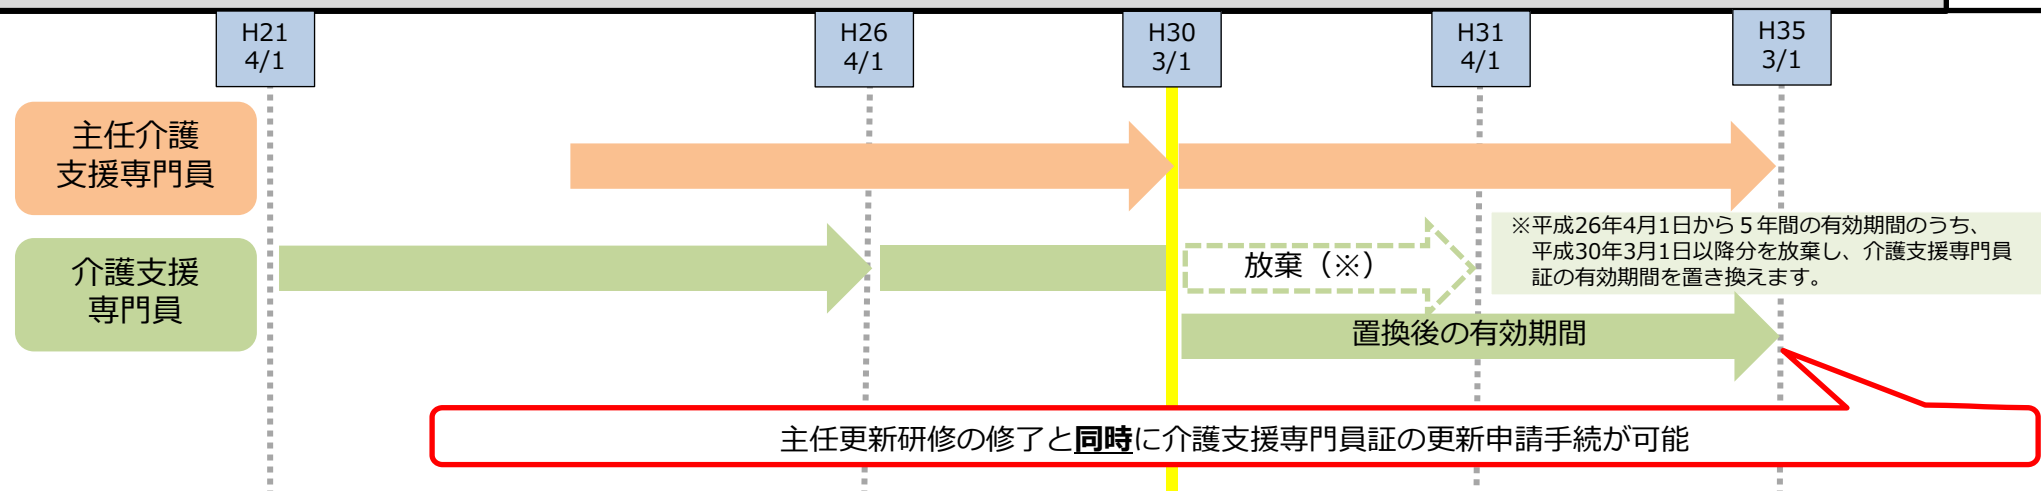 H21
4/1
H26
4/1
H30
3/1
H31
4/1
H35
3/1
主任介護
支援専門員
※平成26年4月1日から５年間の有効期間のうち、
平成30年3月1日以降分を放棄し、介護支援専門員
証の有効期間を置き換えます。
介護支援
専門員
放棄（※）
置換後の有効期間
主任更新研修の修了と同時に介護支援専門員証の更新申請手続が可能